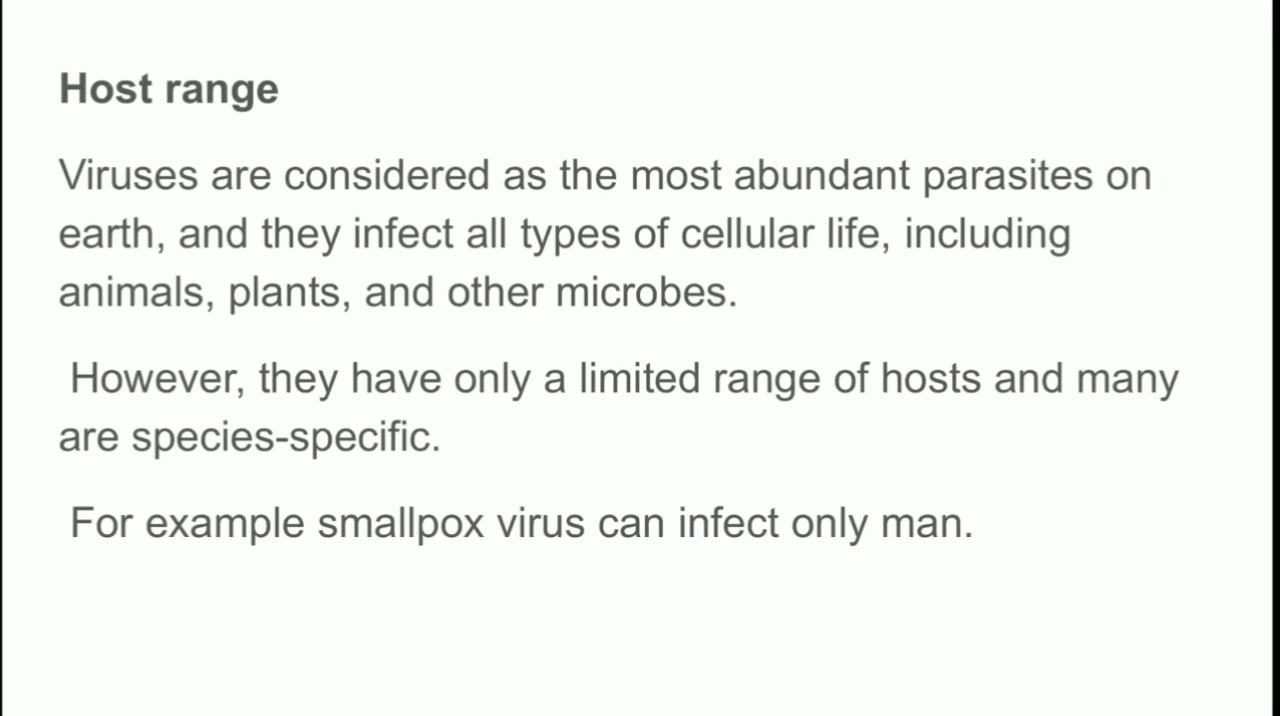 Host range
Viruses are considered as the most abundant parasites on
earth, and they infect all types of cellular life, including
animals, plants, and other microbes.
However, they have only a limited range of hosts and many
are species-specific.
For example smallpox virus can infect only man.